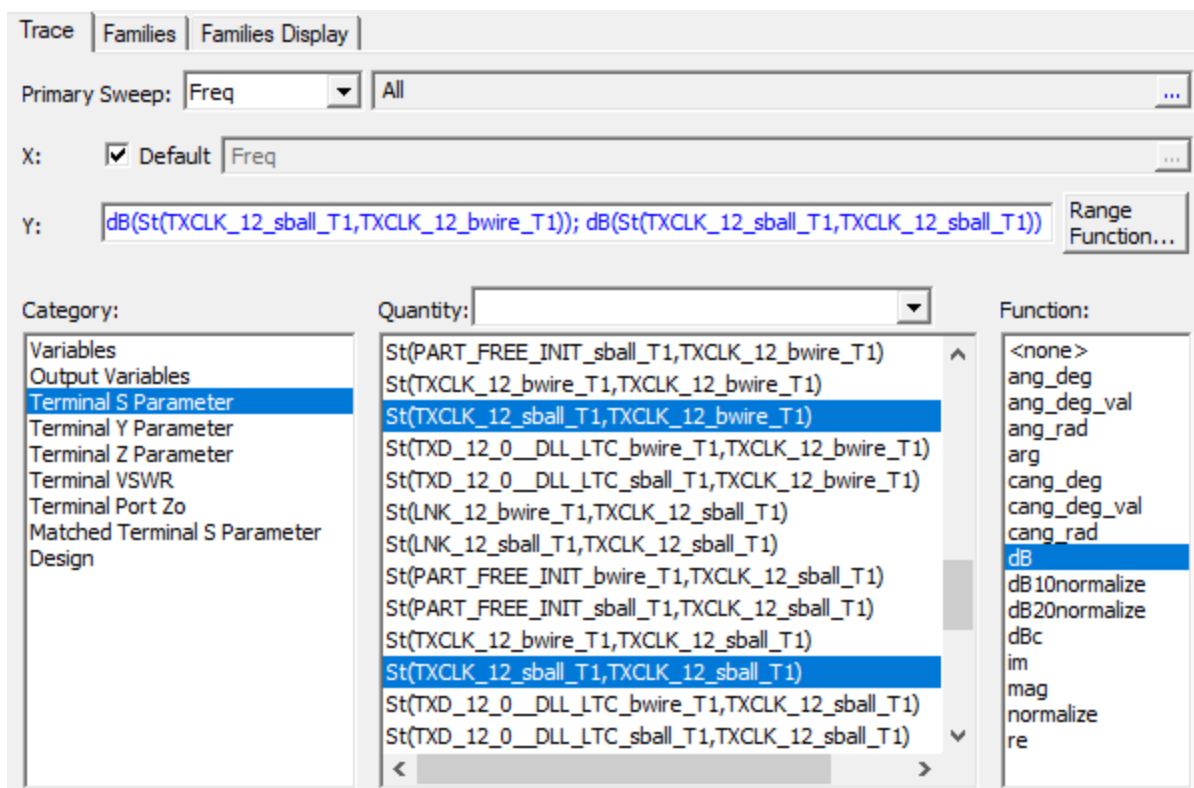 Trace Families Families Display
Primary Sweep: Freq All ...
X: Default Freq ...
Y: dB(St(TXCLK_12_sball_T1,TXCLK_12_bwire_T1)); dB(St(TXCLK_12_sball_T1,TXCLK_12_sball_T1)) Range Function...
Category:
Variables
Output Variables
Terminal S Parameter
Terminal Y Parameter
Terminal Z Parameter
Terminal VSWR
Terminal Port Zo
Matched Terminal S Parameter
Design
Quantity:
St(PART_FREE_INIT_sball_T1,TXCLK_12_bwire_T1)
St(TXCLK_12_bwire_T1,TXCLK_12_bwire_T1)
St(TXCLK_12_sball_T1,TXCLK_12_bwire_T1)
St(TXD_12_0__DLL_LTC_bwire_T1,TXCLK_12_bwire_T1)
St(TXD_12_0__DLL_LTC_sball_T1,TXCLK_12_bwire_T1)
St(LNK_12_bwire_T1,TXCLK_12_sball_T1)
St(LNK_12_sball_T1,TXCLK_12_sball_T1)
St(PART_FREE_INIT_bwire_T1,TXCLK_12_sball_T1)
St(PART_FREE_INIT_sball_T1,TXCLK_12_sball_T1)
St(TXCLK_12_bwire_T1,TXCLK_12_sball_T1)
St(TXCLK_12_sball_T1,TXCLK_12_sball_T1)
St(TXD_12_0__DLL_LTC_bwire_T1,TXCLK_12_sball_T1)
St(TXD_12_0__DLL_LTC_sball_T1,TXCLK_12_sball_T1)
Function:
<none>
ang_deg
ang_deg_val
ang_rad
arg
cang_deg
cang_deg_val
cang_rad
dB
dB10normalize
dB20normalize
dBc
im
mag
normalize
re